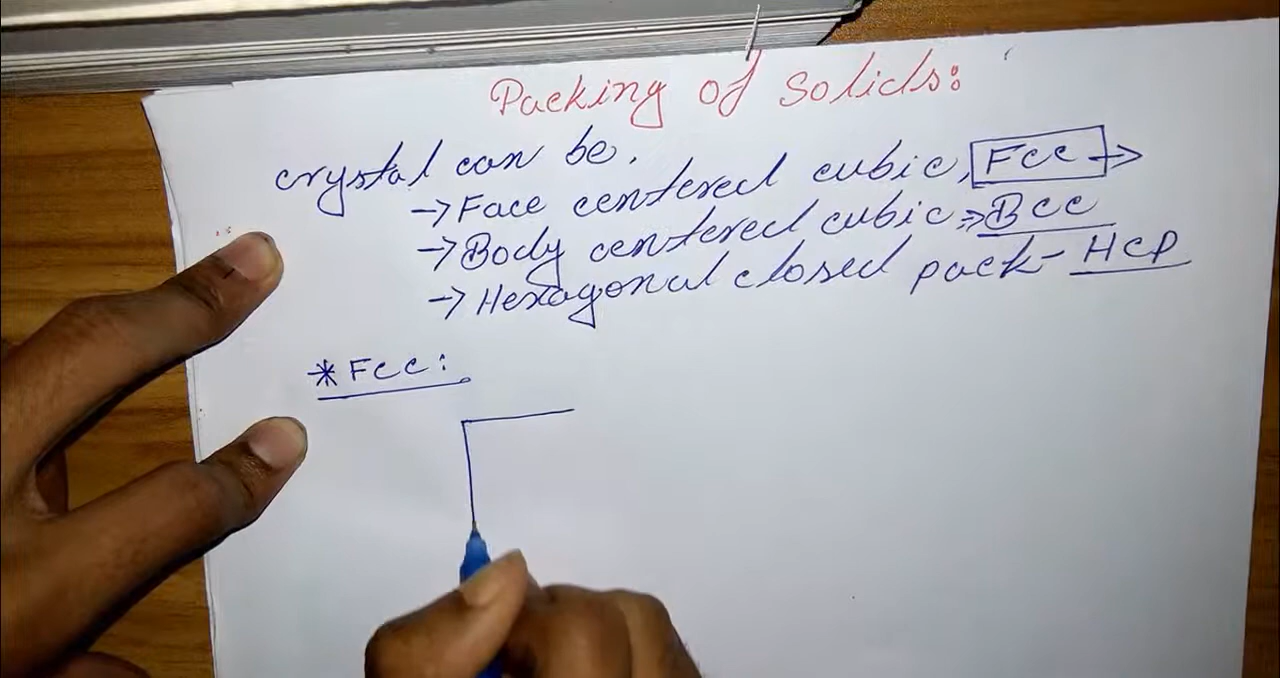 Packing of Solids:
crystal can be.
→ Face centered cubic, Fcc →
→ Body centered cubic ⇒ Bcc
→ Hexagonal closed pack - HCP
* Fcc: